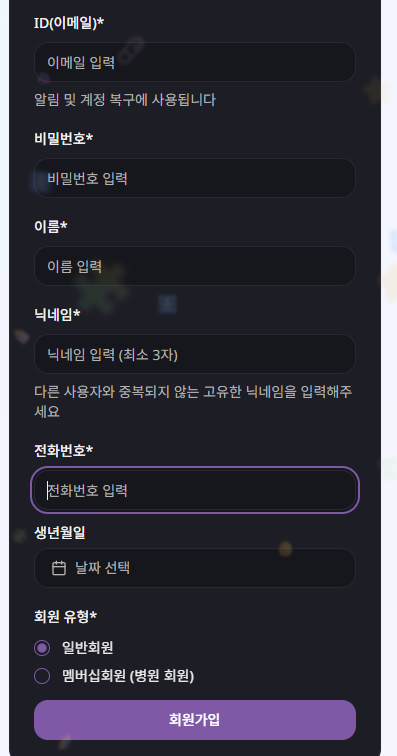 ID(이메일)*
이메일 입력
알림 및 계정 복구에 사용됩니다
비밀번호*
비밀번호 입력
이름*
이름 입력
닉네임*
닉네임 입력 (최소 3자)
다른 사용자와 중복되지 않는 고유한 닉네임을 입력해주
세요
전화번호*
전화번호 입력
생년월일
날짜 선택
회원 유형*
일반회원
멤버십회원 (병원 회원)
회원가입